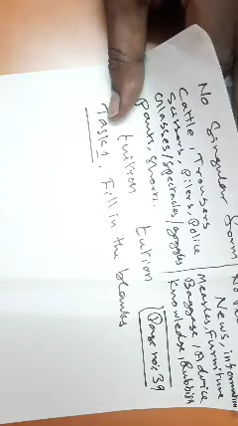 No Singular form
Cattle, Trousers
Scissors, Pliers, Police
Glasses/Spectacles/goggles
Pants, Shorts.
News, information
Measles, Furniture
Baggage, Advice
Knowledge, Rubbish
Page no: 39
tuition tution
Task 1. Fill in the blanks